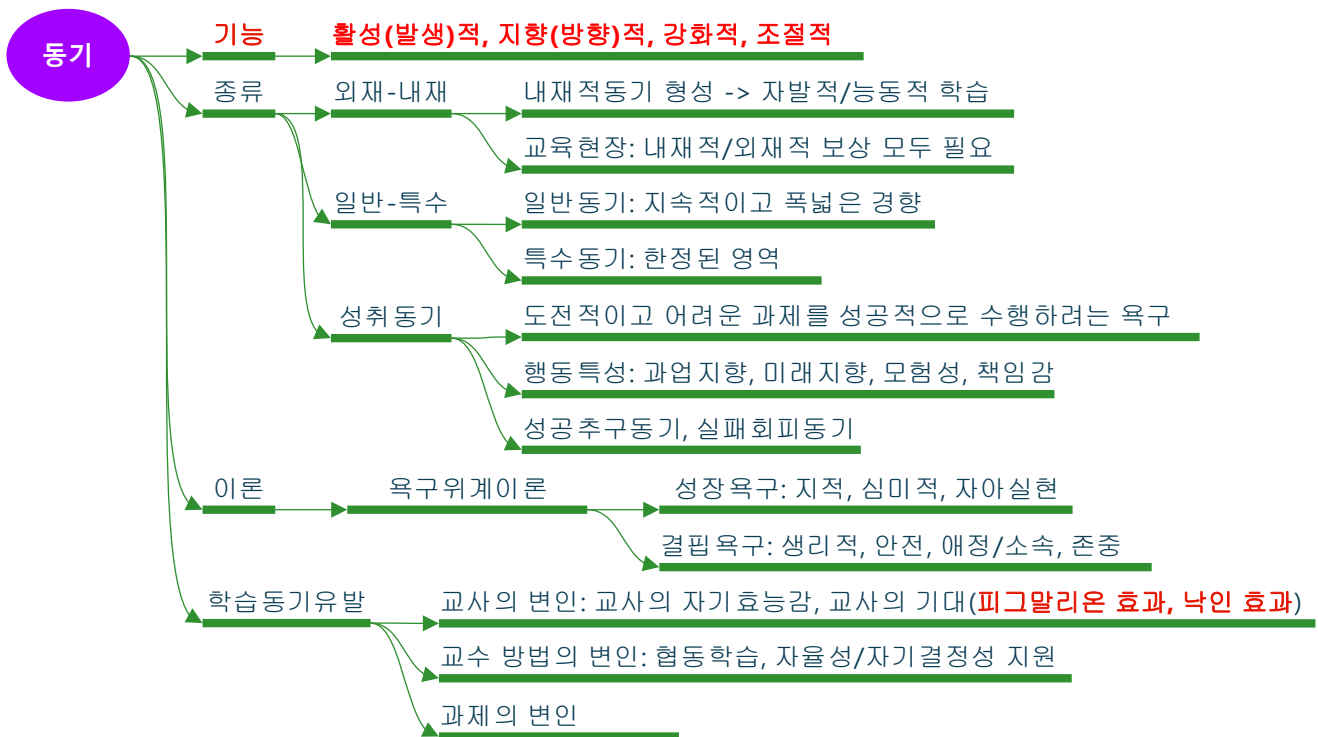 동기
기능
활성(발생)적, 지향(방향)적, 강화적, 조절적
종류
외재-내재
내재적동기 형성 -> 자발적/능동적 학습
교육현장: 내재적/외재적 보상 모두 필요
일반-특수
일반동기: 지속적이고 폭넓은 경향
특수동기: 한정된 영역
성취동기
도전적이고 어려운 과제를 성공적으로 수행하려는 욕구
행동특성: 과업지향, 미래지향, 모험성, 책임감
성공추구동기, 실패회피동기
이론
욕구위계이론
성장욕구: 지적, 심미적, 자아실현
결핍욕구: 생리적, 안전, 애정/소속, 존중
학습동기유발
교사의 변인: 교사의 자기효능감, 교사의 기대(피그말리온 효과, 낙인 효과)
교수 방법의 변인: 협동학습, 자율성/자기결정성 지원
과제의 변인